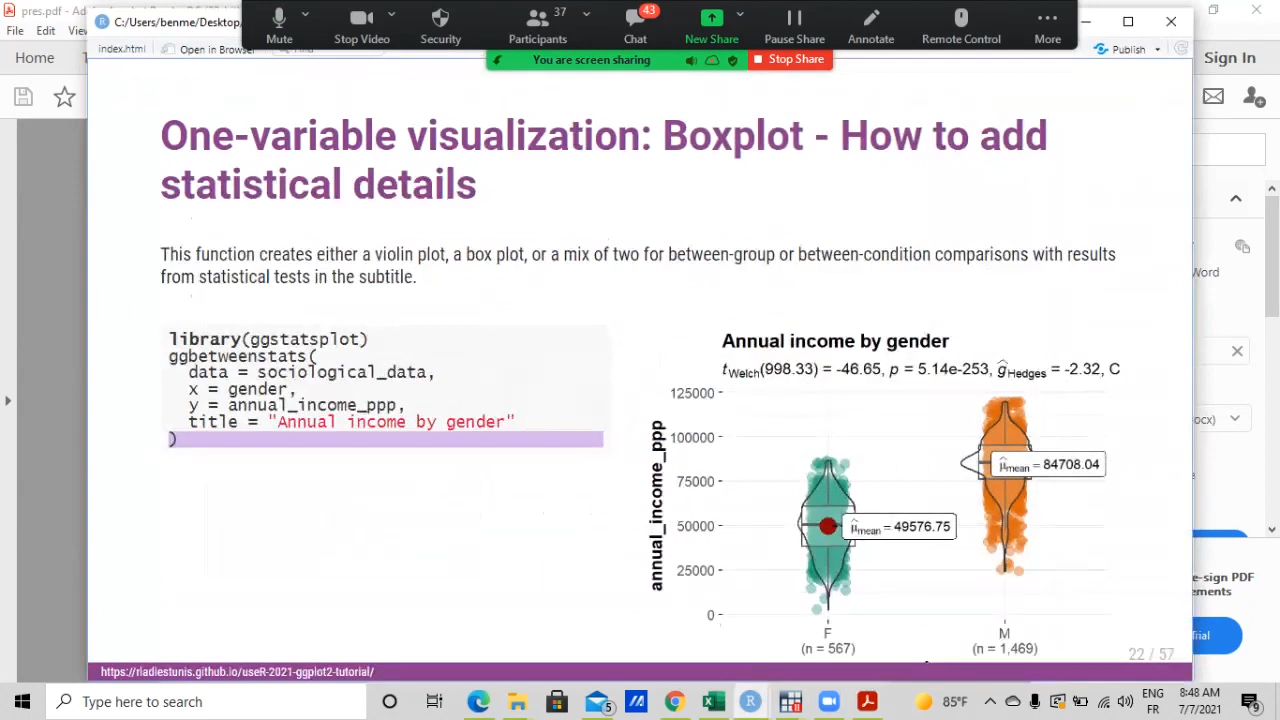 pres.pdf - A
C:/Users/benme/Desktop/
37
43
Mute
Stop Video
Security
Participants
Chat
New Share
Pause Share
Annotate
Remote Control
More
File
Edit
index.html
Open in Browser
Find
Publish
You are screen sharing
Stop Share
Home
Sign In
One-variable visualization: Boxplot - How to add
statistical details
This function creates either a violin plot, a box plot, or a mix of two for between-group or between-condition comparisons with results
from statistical tests in the subtitle.
library(ggstatsplot)
ggbetweenstats(
data = sociological_data,
x = gender,
y = annual_income_ppp,
title = "Annual income by gender"
)
Annual income by gender
tWelch(998.33) = -46.65, p = 5.14e-253, ĝHedges = -2.32, C
125000
100000
75000
50000
25000
0
annual_income_ppp
μ̂mean = 49576.75
μ̂mean = 84708.04
F
(n = 567)
M
(n = 1,469)
22 / 57
https://rladiestunis.github.io/useR-2021-ggplot2-tutorial/
Word
ocx)
e-sign PDF
ements
Trial
Type here to search
5
85°F
ENG
FR
8:48 AM
7/7/2021
9